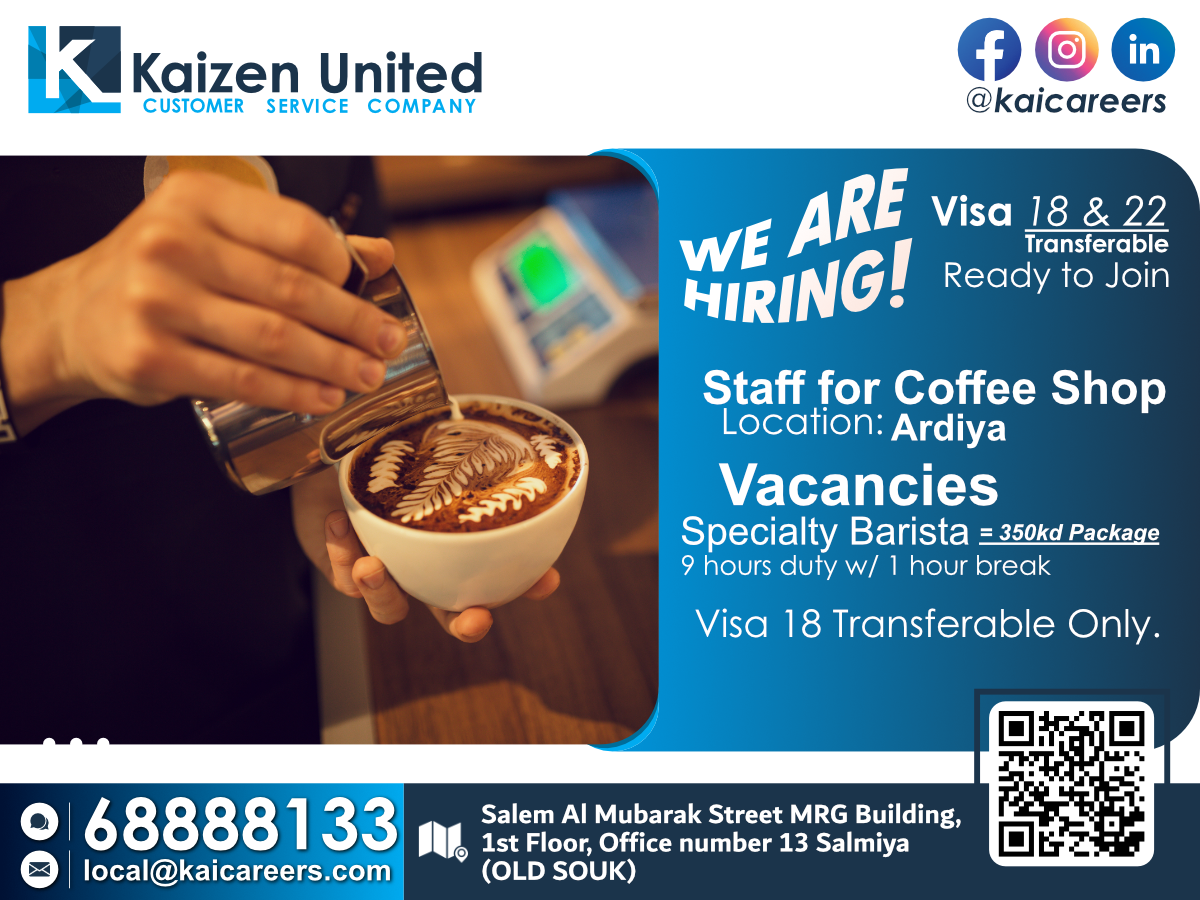 K
Kaizen United
CUSTOMER SERVICE COMPANY
@kaicareers
WE ARE
HIRING!
Visa 18 & 22
Transferable
Ready to Join
Staff for Coffee Shop
Location: Ardiya
Vacancies
Specialty Barista = 350kd Package
9 hours duty w/ 1 hour break
Visa 18 Transferable Only.
68888133
local@kaicareers.com
Salem Al Mubarak Street MRG Building,
1st Floor, Office number 13 Salmiya
(OLD SOUK)